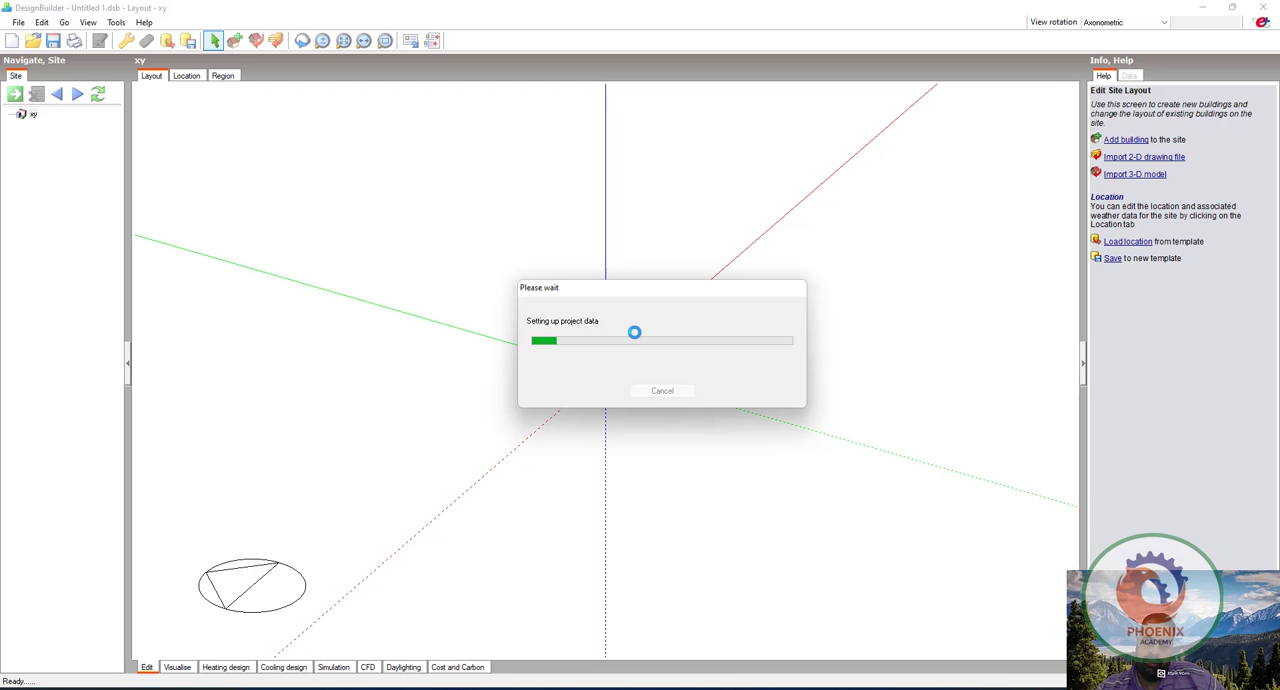 DesignBuilder - Untitled 1.dsb - Layout - xy
File Edit Go View Tools Help
View rotation Axonometric
Navigate, Site
xy
Info, Help
Site
Layout Location Region
Help Data
xy
Edit Site Layout
Use this screen to create new buildings and
change the layout of existing buildings on the
site.
Add building to the site
Import 2-D drawing file
Import 3-D model
Location
You can edit the location and associated
weather data for the site by clicking on the
Location tab
Load location from template
Save to new template
Please wait
Setting up project data
Cancel
PHOENIX
ACADEMY
Edit Visualise Heating design Cooling design Simulation CFD Daylighting Cost and Carbon
Ready.....